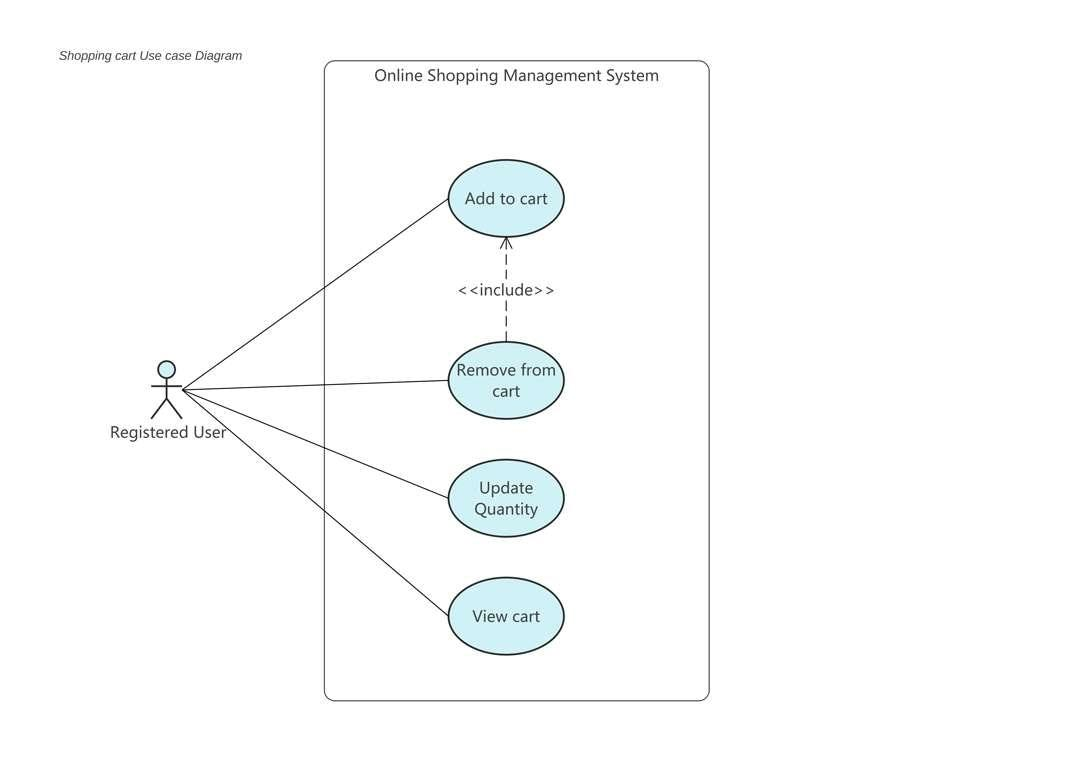 Shopping cart Use case Diagram
Online Shopping Management System
Add to cart
<<include>>
Remove from
cart
Registered User
Update
Quantity
View cart